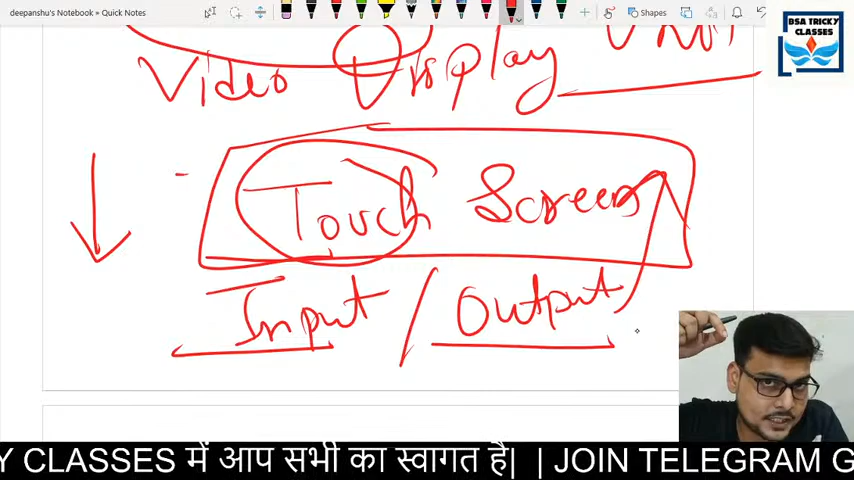 deepanshu's Notebook » Quick Notes
Shapes
BSA TRICKY
CLASSES
Video Display
Touch Screen
Input / Output
Y CLASSES में आप सभी का स्वागत है| | JOIN TELEGRAM G